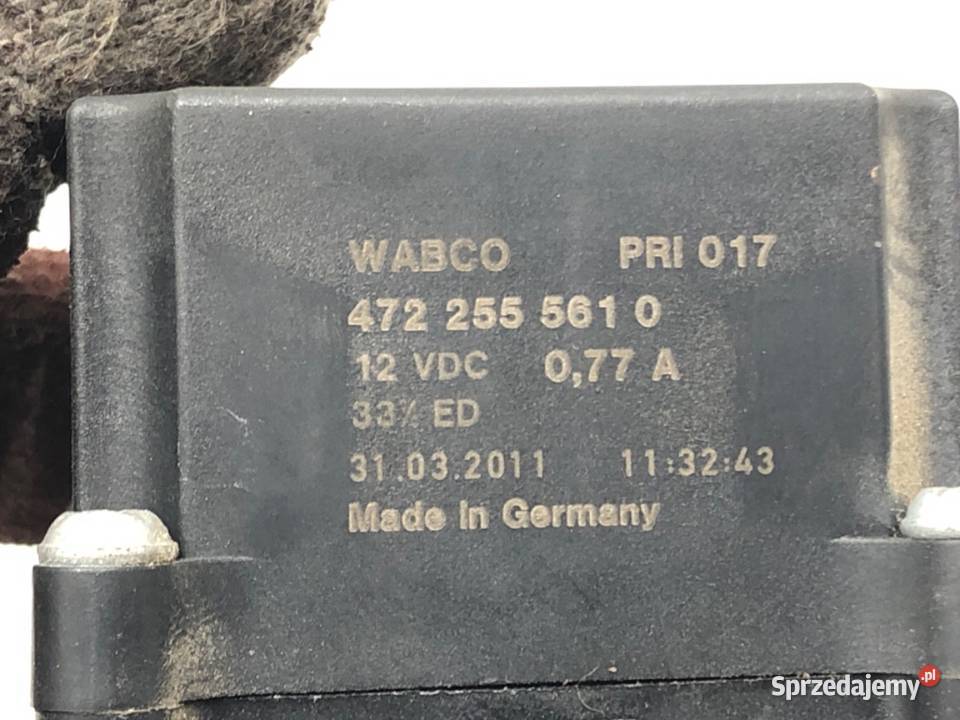 WABCO PRI 017
472 255 561 0
12 VDC 0,77 A
33% ED
31.03.2011 11:32:43
Made in Germany
Sprzedajemy.pl